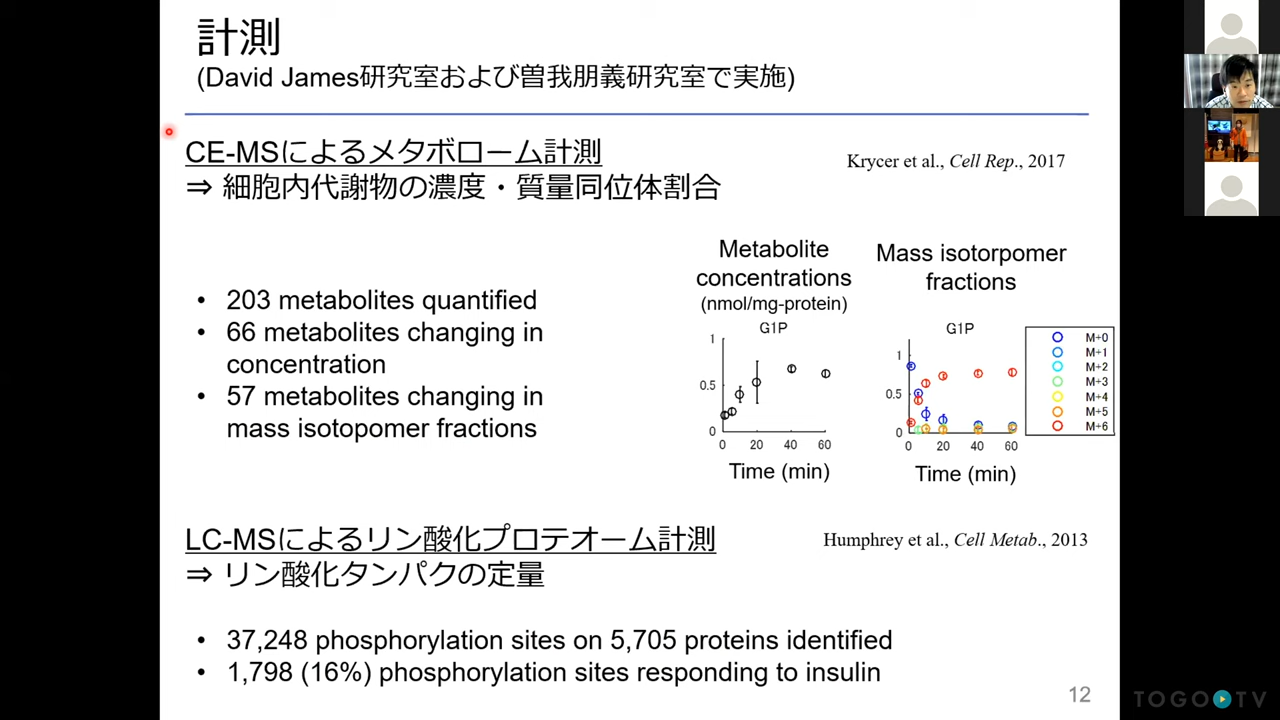 計測
(David James研究室および曽我朋義研究室で実施)
CE-MSによるメタボローム計測
Krycer et al., Cell Rep., 2017
⇒ 細胞内代謝物の濃度・質量同位体割合
• 203 metabolites quantified
• 66 metabolites changing in
concentration
• 57 metabolites changing in
mass isotopomer fractions
Metabolite
concentrations
(nmol/mg-protein)
G1P
1
0.5
0
0 20 40 60
Time (min)
Mass isotorpomer
fractions
G1P
1
0.5
0
0 20 40 60
Time (min)
M+0
M+1
M+2
M+3
M+4
M+5
M+6
LC-MSによるリン酸化プロテオーム計測
Humphrey et al., Cell Metab., 2013
⇒ リン酸化タンパクの定量
• 37,248 phosphorylation sites on 5,705 proteins identified
• 1,798 (16%) phosphorylation sites responding to insulin
12
TOGO TV